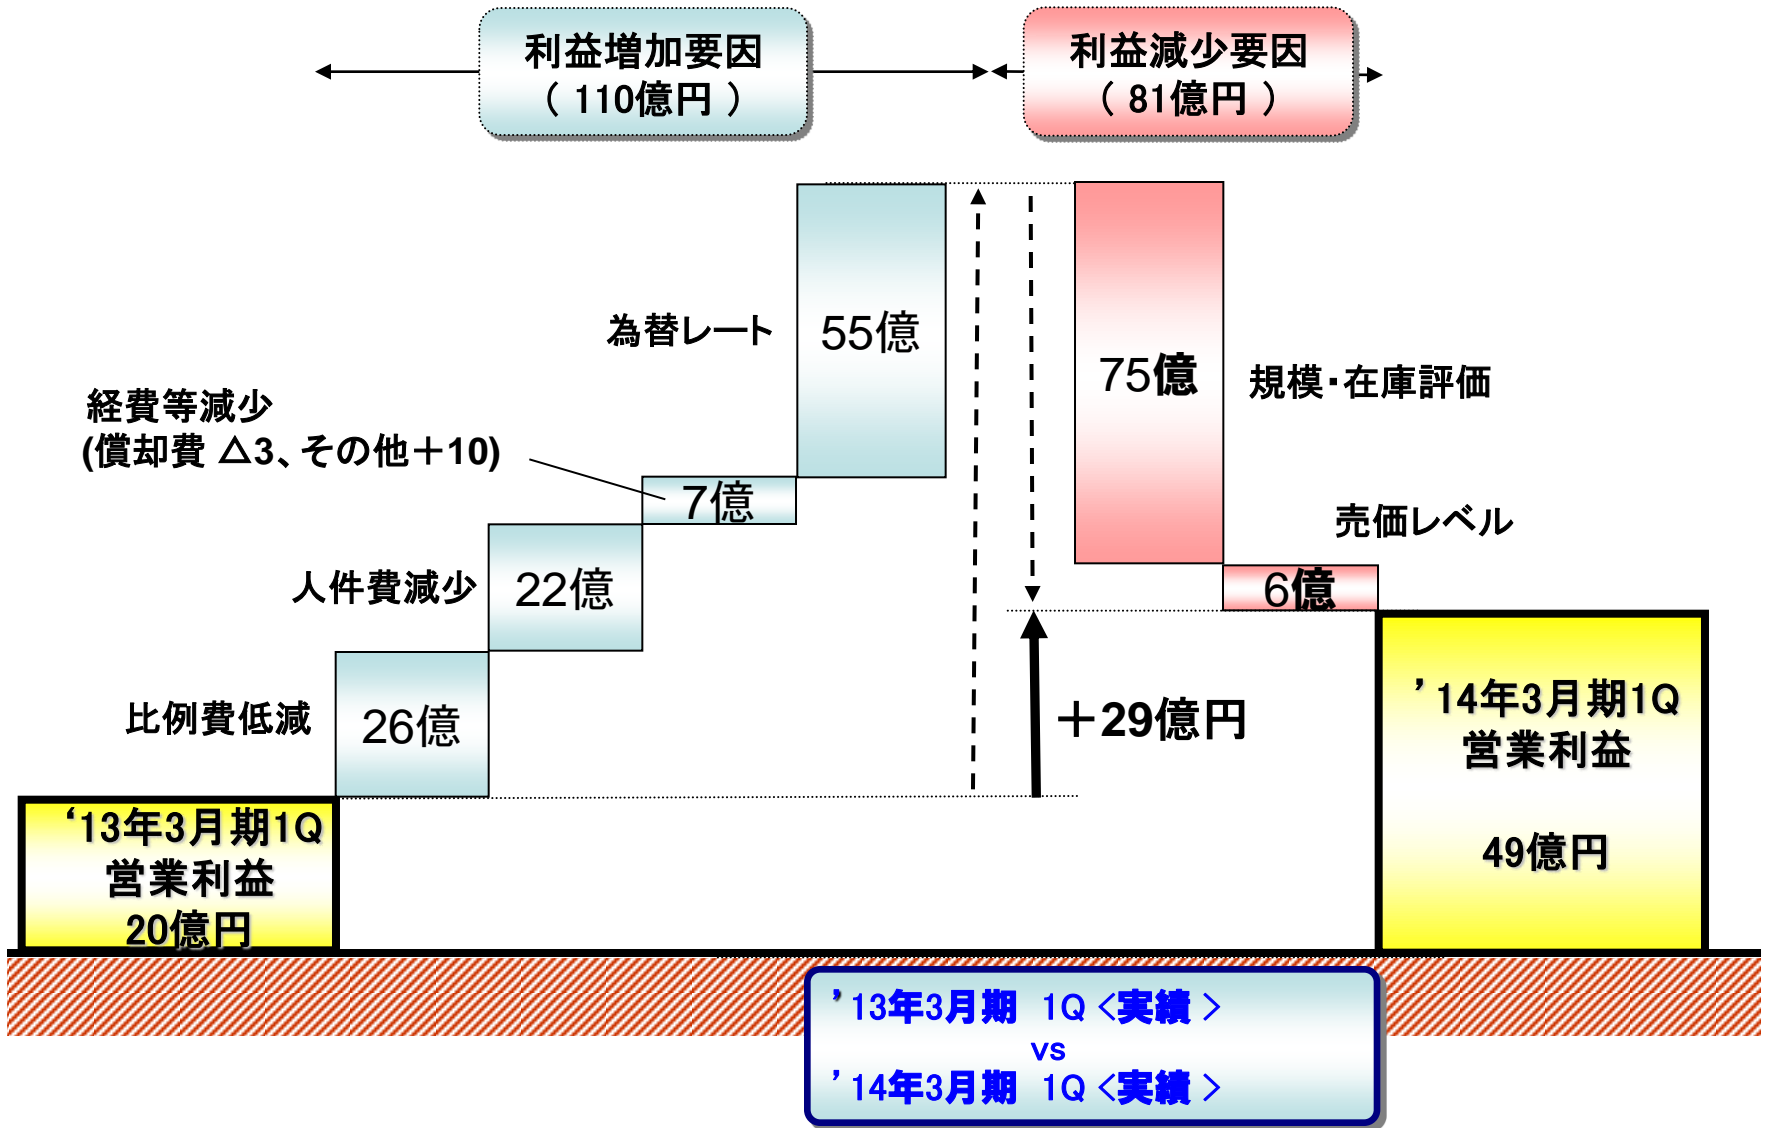 利益増加要因
（ 110億円 ）
利益減少要因
（ 81億円 ）
為替レート
55億
75億
規模・在庫評価
経費等減少
(償却費 △3、その他＋10)
7億
売価レベル
人件費減少
22億
6億
比例費低減
26億
＋29億円
’14年3月期1Q
営業利益
49億円
‘13年3月期1Q
営業利益
20億円
’13年3月期 1Q＜実績＞
vs
’14年3月期 1Q＜実績＞